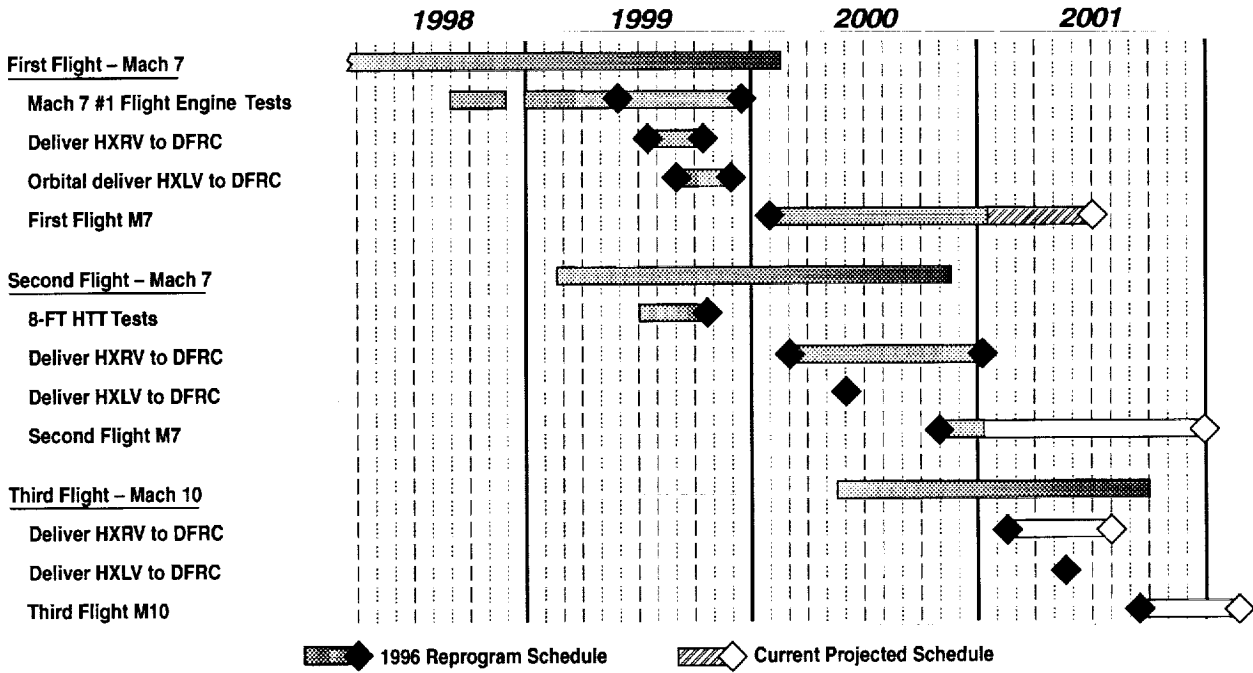 1998 1999 2000 2001
First Flight – Mach 7
Mach 7 #1 Flight Engine Tests
Deliver HXRV to DFRC
Orbital deliver HXLV to DFRC
First Flight M7
Second Flight – Mach 7
8-FT HTT Tests
Deliver HXRV to DFRC
Deliver HXLV to DFRC
Second Flight M7
Third Flight – Mach 10
Deliver HXRV to DFRC
Deliver HXLV to DFRC
Third Flight M10
1996 Reprogram Schedule Current Projected Schedule